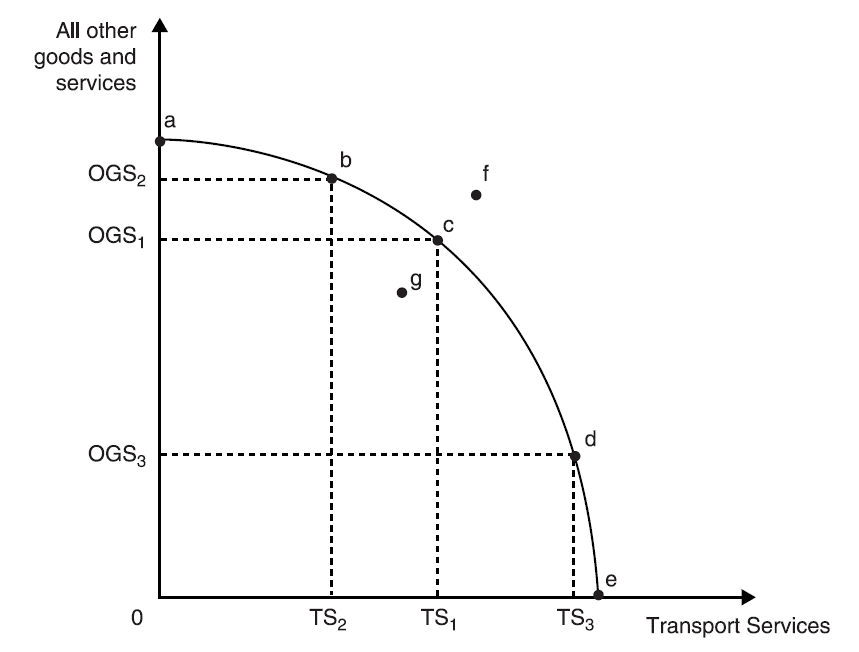 All other
goods and
services
a
b
OGS₂
f
c
OGS₁
g
d
OGS₃
e
0
TS₂
TS₁
TS₃
Transport Services